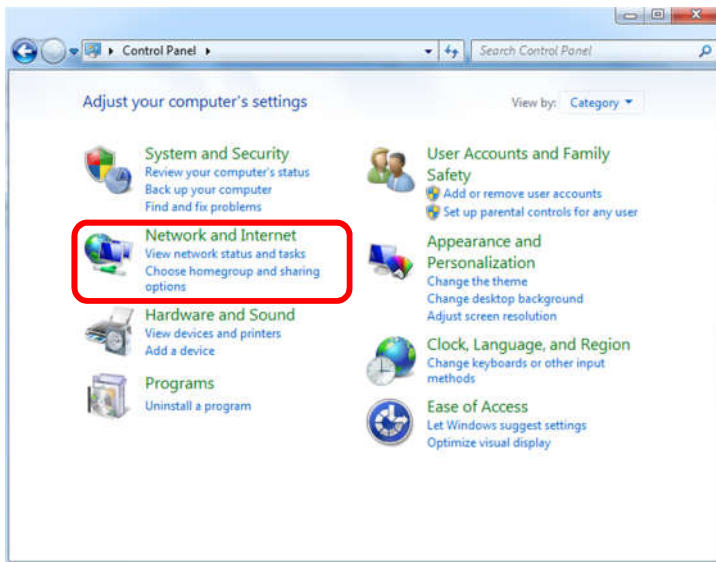 Control Panel
Search Control Panel
Adjust your computer's settings
View by: Category
System and Security
Review your computer's status
Back up your computer
Find and fix problems
Network and Internet
View network status and tasks
Choose homegroup and sharing
options
Hardware and Sound
View devices and printers
Add a device
Programs
Uninstall a program
User Accounts and Family
Safety
Add or remove user accounts
Set up parental controls for any user
Appearance and
Personalization
Change the theme
Change desktop background
Adjust screen resolution
Clock, Language, and Region
Change keyboards or other input
methods
Ease of Access
Let Windows suggest settings
Optimize visual display